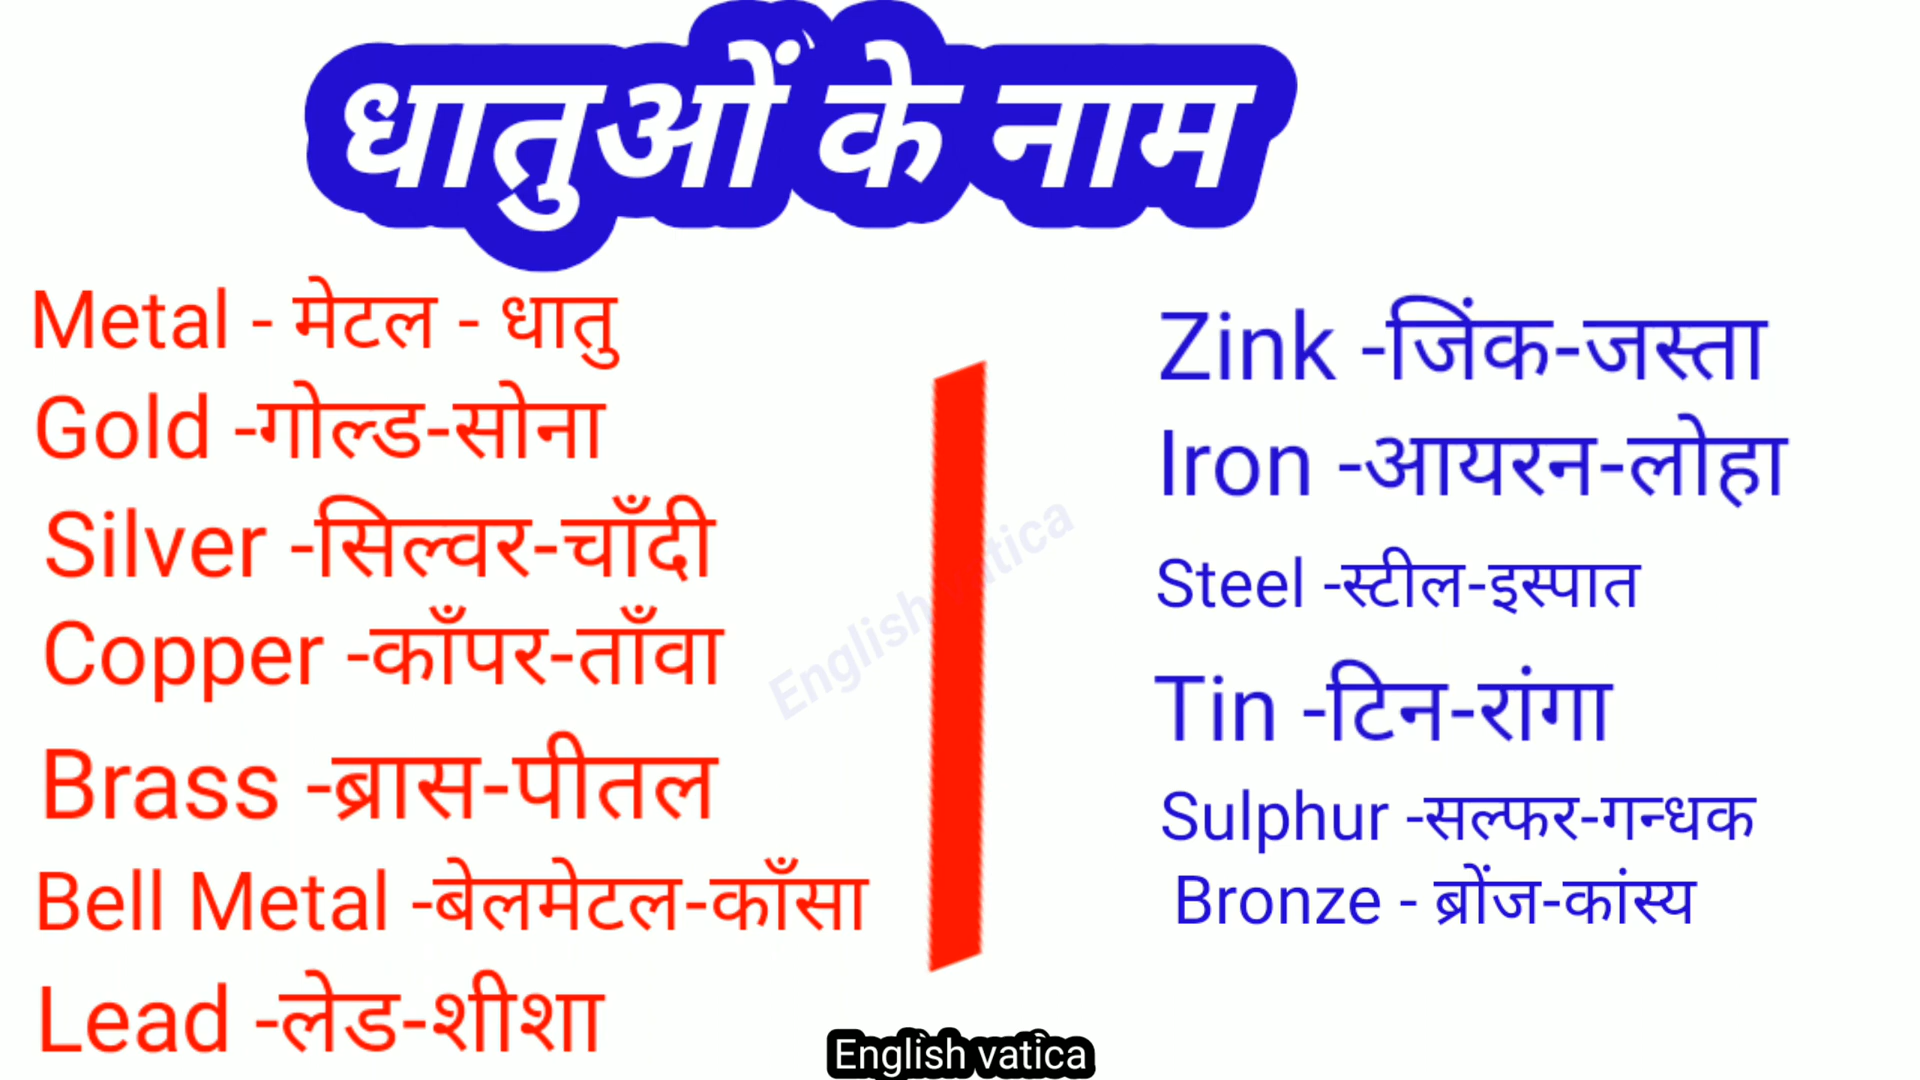 धातुओं के नाम
Metal - मेटल - धातु
Gold -गोल्ड-सोना
Silver -सिल्वर-चाँदी
Copper -काँपर-ताँवा
Brass -ब्रास-पीतल
Bell Metal -बेलमेटल-काँसा
Lead -लेड-शीशा
Zink -जिंक-जस्ता
Iron -आयरन-लोहा
Steel -स्टील-इस्पात
Tin -टिन-रांगा
Sulphur -सल्फर-गन्धक
Bronze - ब्रोंज-कांस्य
English vatica